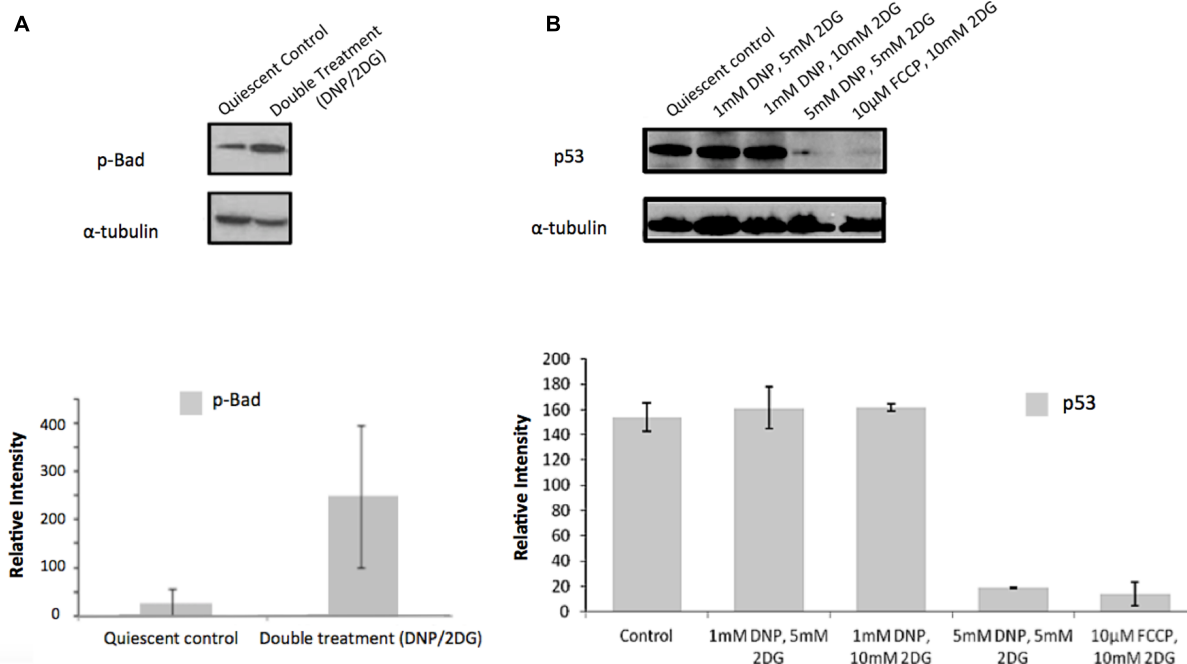 A
Quiescent Control
Double Treatment
(DNP/2DG)
p-Bad
α-tubulin
p-Bad
Relative Intensity
400
300
200
100
0
Quiescent control
Double treatment (DNP/2DG)
B
Quiescent control
1mM DNP, 5mM 2DG
1mM DNP, 10mM 2DG
5mM DNP, 5mM 2DG
10µM FCCP, 10mM 2DG
p53
α-tubulin
p53
Relative Intensity
200
180
160
140
120
100
80
60
40
20
0
Control
1mM DNP, 5mM
2DG
1mM DNP,
10mM 2DG
5mM DNP, 5mM
2DG
10µM FCCP,
10mM 2DG